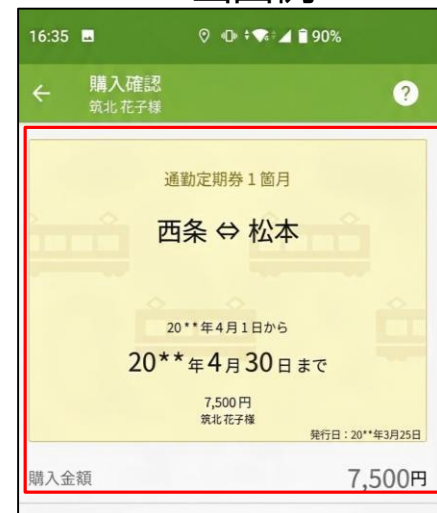 16:35 90%
購入確認
筑北 花子様
?
通勤定期券 1 箇月
西条 ⇔ 松本
20**年4月1日から
20**年4月30日まで
7,500円
筑北 花子様
発行日：20**年3月25日
購入金額 7,500円